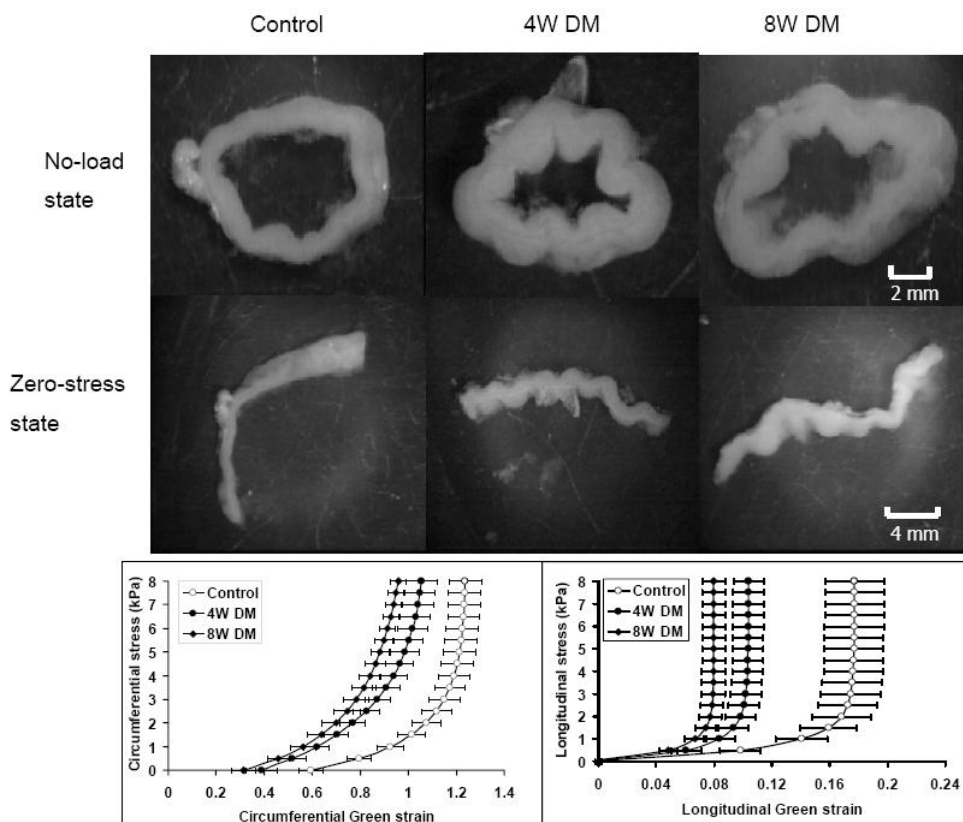 Control 4W DM 8W DM
No-load
state
2 mm
Zero-stress
state
4 mm
Circumferential stress (kPa)
8
7
6
5
4
3
2
1
0
Control
4W DM
8W DM
0 0.2 0.4 0.6 0.8 1 1.2 1.4
Circumferential Green strain
Longitudinal stress (kPa)
8
7
6
5
4
3
2
1
0
Control
4W DM
8W DM
0 0.04 0.08 0.12 0.16 0.2 0.24
Longitudinal Green strain